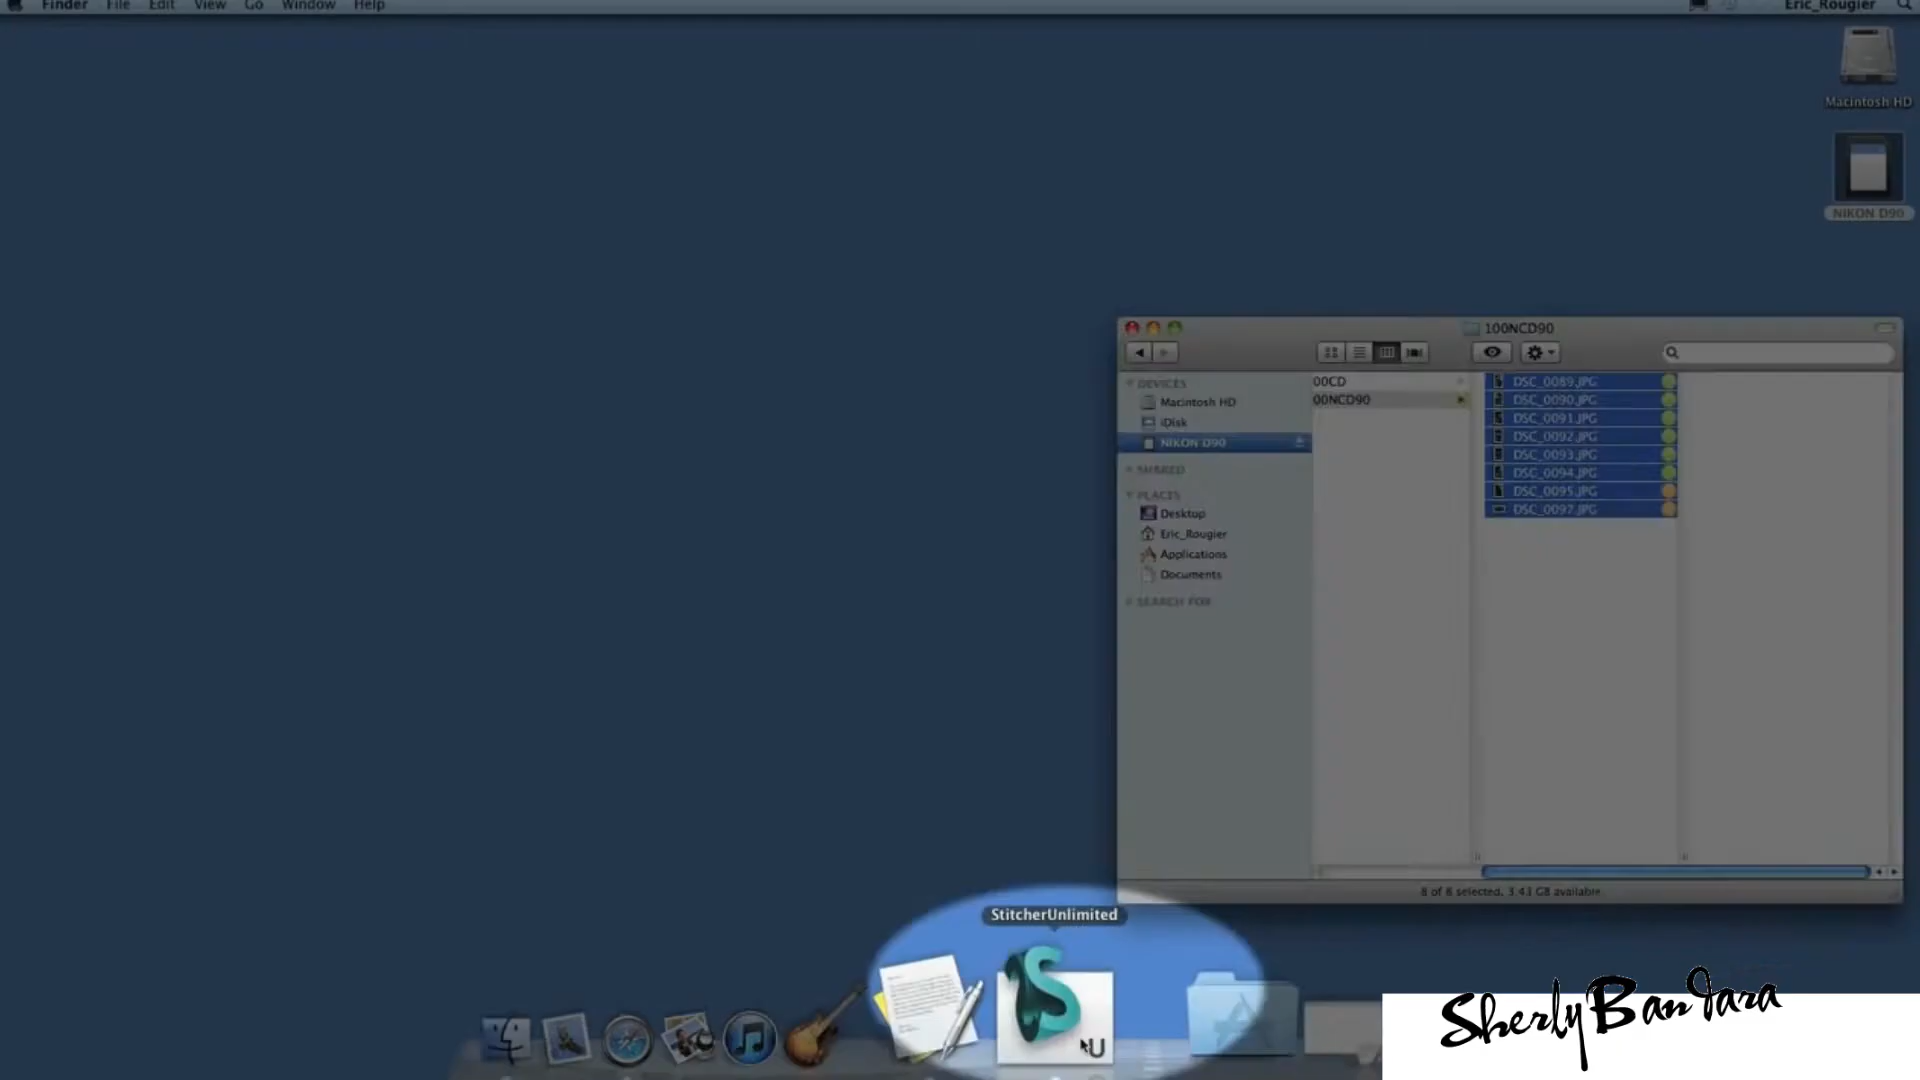 Finder File Edit View Go Window Help Eric_Rougier
Macintosh HD
NIKON D90
100NCD90
DEVICES
Macintosh HD
iDisk
NIKON D90
SHARED
PLACES
Desktop
Eric_Rougier
Applications
Documents
SEARCH FOR
00CD
00NCD90
DSC_0089.JPG
DSC_0090.JPG
DSC_0091.JPG
DSC_0092.JPG
DSC_0093.JPG
DSC_0094.JPG
DSC_0095.JPG
DSC_0097.JPG
8 of 8 selected, 3.43 GB available
StitcherUnlimited
S
U
Sherly Bandara